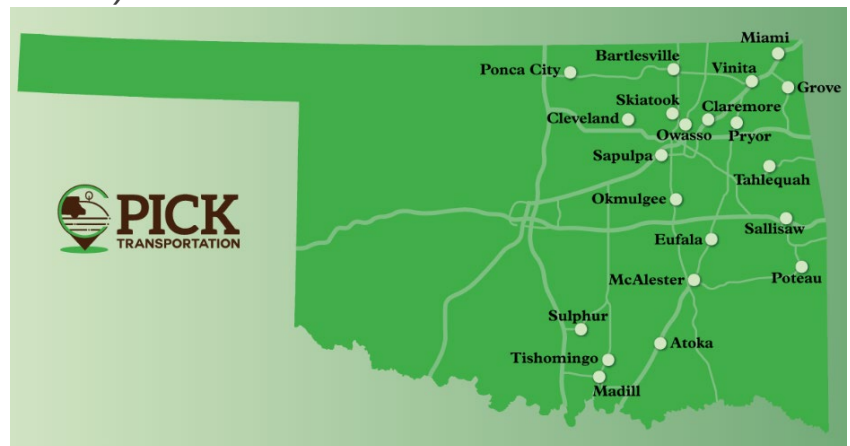 Miami
Bartlesville
Ponca City
Vinita
Grove
Skiatook
Claremore
Cleveland
Owasso
Pryor
Sapulpa
Tahlequah
PICK
TRANSPORTATION
Okmulgee
Sallisaw
Eufala
McAlester
Poteau
Sulphur
Atoka
Tishomingo
Madill